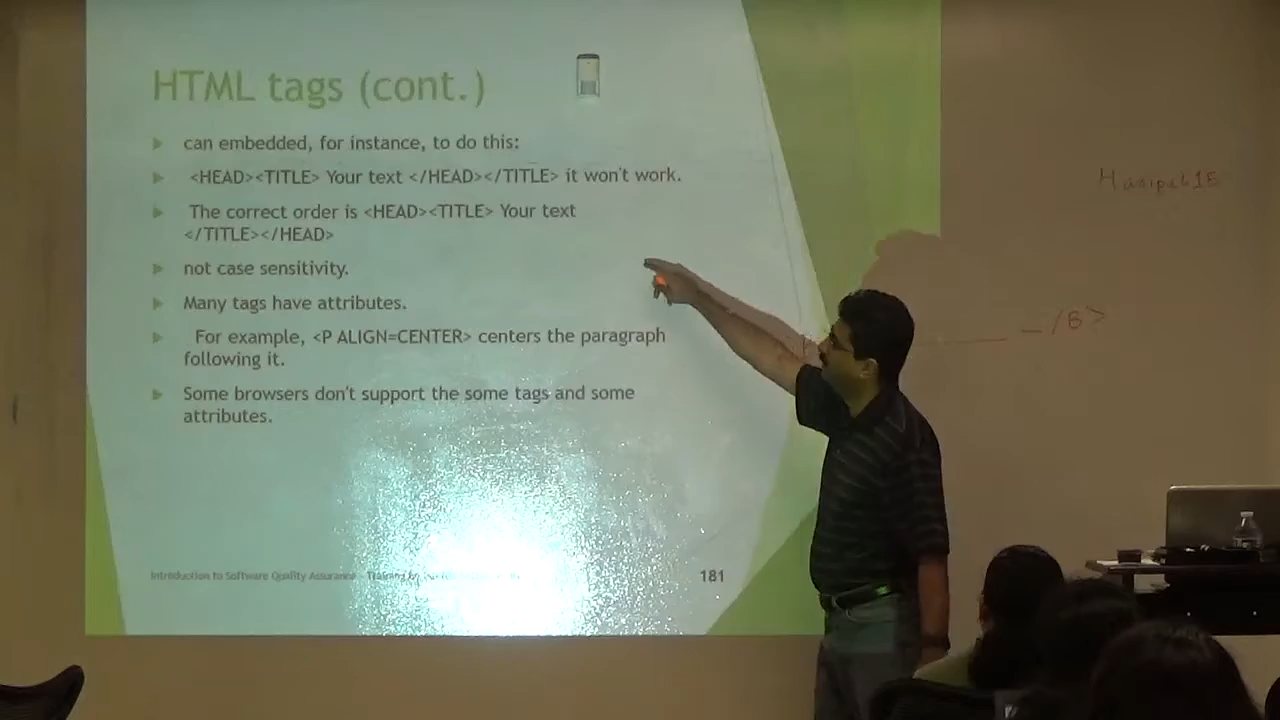 HTML tags (cont.)
can embedded, for instance, to do this:
<HEAD><TITLE> Your text </HEAD></TITLE> it won't work.
The correct order is <HEAD><TITLE> Your text
</TITLE></HEAD>
not case sensitivity.
Many tags have attributes.
For example, <P ALIGN=CENTER> centers the paragraph
following it.
Some browsers don't support the some tags and some
attributes.
Introduction to Software Quality Assurance - Training by
181
/B>